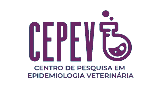 CEPEV
CENTRO DE PESQUISA EM
EPIDEMIOLOGIA VETERINÁRIA